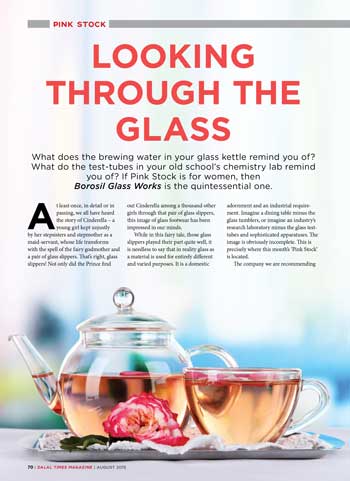 PINK STOCK
LOOKING
THROUGH THE
GLASS
What does the brewing water in your glass kettle remind you of?
What do the test-tubes in your old school's chemistry lab remind
you of? If Pink Stock is for women, then
Borosil Glass Works is the quintessential one.
At least once, in detail or in
passing, we all have heard
the story of Cinderella – a
young girl kept unjustly
by her stepsisters and stepmother as a
maid-servant, whose life transforms
with the spell of the fairy godmother and
a pair of glass slippers. That's right, glass
slippers! Not only did the Prince find
out Cinderella among a thousand other
girls through that pair of glass slippers,
this image of glass footwear has been
impressed in our minds.
While in this fairy tale, those glass
slippers played their part quite well, it
is needless to say that in reality glass as
a material is used for entirely different
and varied purposes. It is a domestic
adornment and an industrial require-
ment. Imagine a dining table minus the
glass tumblers, or imagine an industry's
research laboratory minus the glass test-
tubes and sophisticated apparatuses. The
image is obviously incomplete. This is
precisely where this month's 'Pink Stock'
is located.
The company we are recommending
70 | DALAL TIMES MAGAZINE | AUGUST 2015